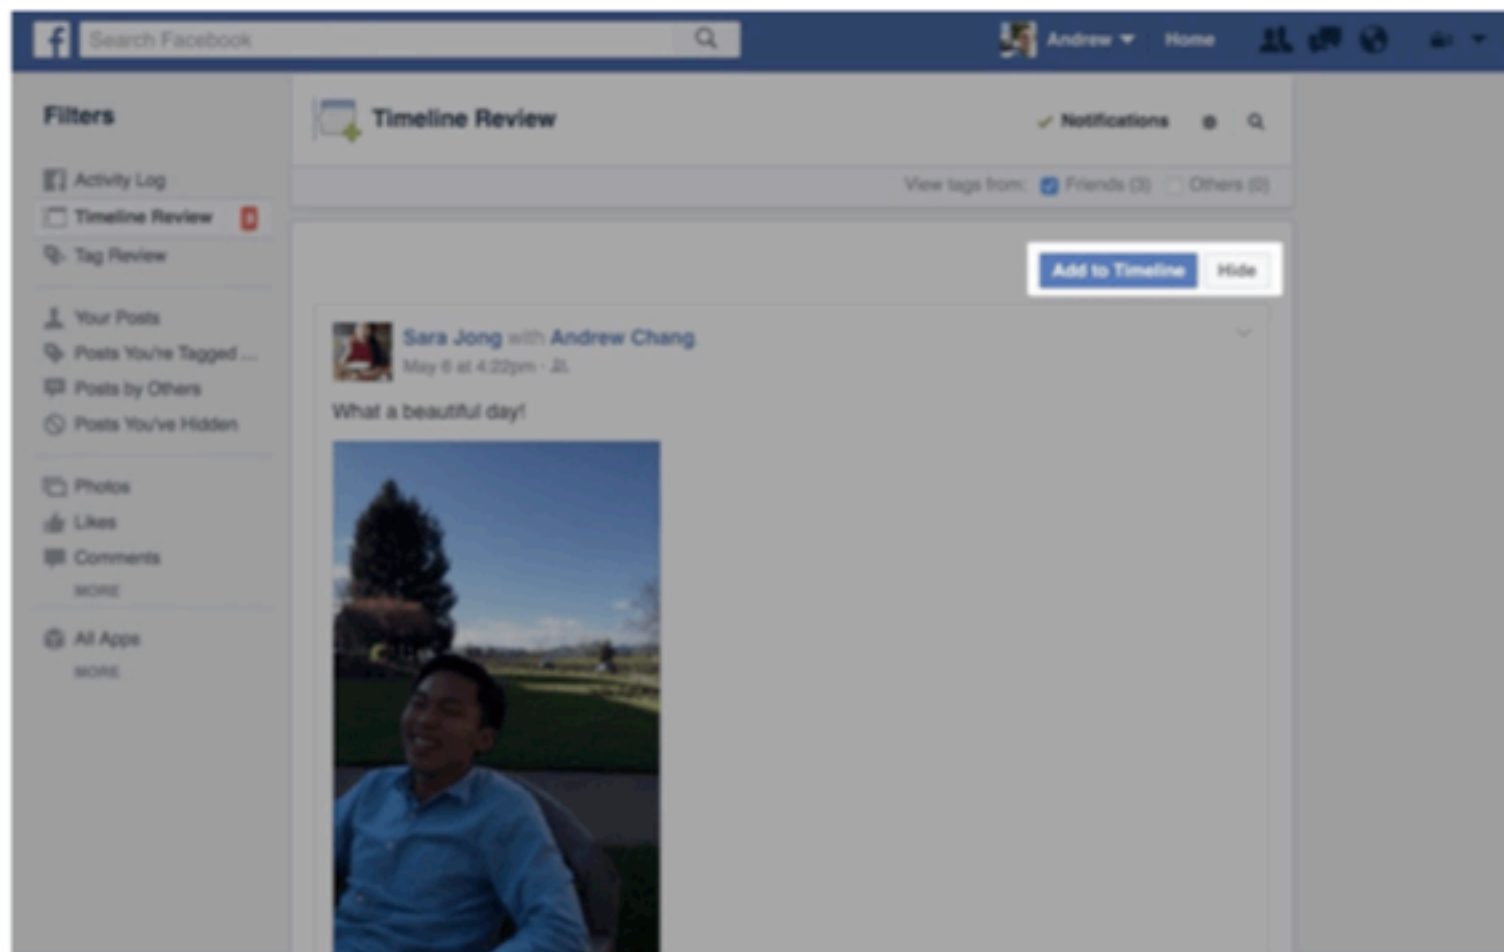 f Search Facebook
Andrew Home
Filters
Activity Log
Timeline Review
Tag Review
Your Posts
Posts You're Tagged ...
Posts by Others
Posts You've Hidden
Photos
Likes
Comments
MORE
All Apps
MORE
Timeline Review
Notifications
View tags from: Friends (3) Others (0)
Add to Timeline Hide
Sara Jong with Andrew Chang
May 6 at 4:22pm ·
What a beautiful day!